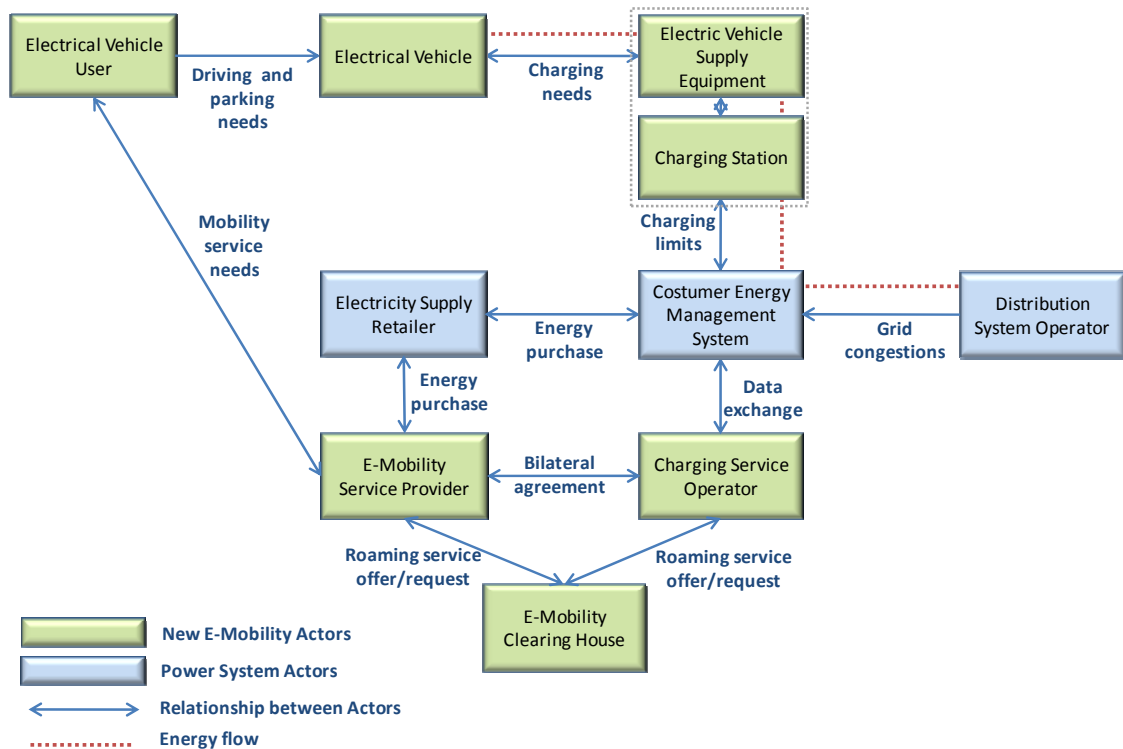 Electrical Vehicle
User
Driving and
parking
needs
Electrical Vehicle
Charging
needs
Electric Vehicle
Supply
Equipment
Charging Station
Charging
limits
Mobility
service
needs
Electricity Supply
Retailer
Energy
purchase
Costumer Energy
Management
System
Grid
congestions
Distribution
System Operator
Energy
purchase
Data
exchange
E-Mobility
Service Provider
Bilateral
agreement
Charging Service
Operator
Roaming service
offer/request
Roaming service
offer/request
E-Mobility
Clearing House
New E-Mobility Actors
Power System Actors
Relationship between Actors
Energy flow